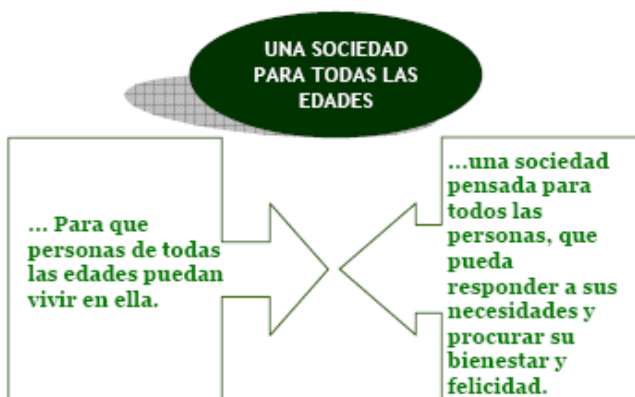 UNA SOCIEDAD
PARA TODAS LAS
EDADES
... Para que
personas de todas
las edades puedan
vivir en ella.
...una sociedad
pensada para
todos las
personas, que
pueda
responder a sus
necesidades y
procurar su
bienestar y
felicidad.